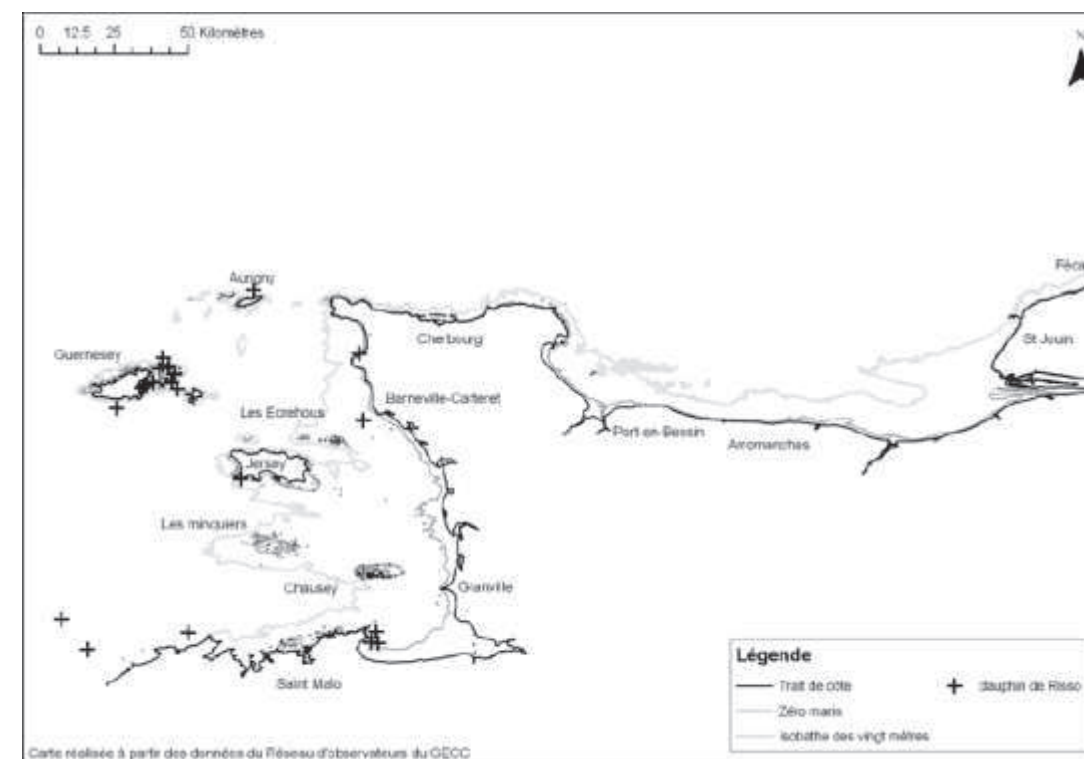 0 12.5 25 50 Kilomètres
N
Aurigny
Féca
Cherbourg
St Jouin
Guernesey
Barneville-Carteret
Les Ecrehous
Port-en-Bessin
Arromanches
Jersey
Les minquiers
Chausey
Granville
Saint Malo
Légende
Trait de côte
dauphin de Risso
Zéro marin
Isobathe des vingt mètres
Carte réalisée à partir des données du Réseau d'observateurs du GECC